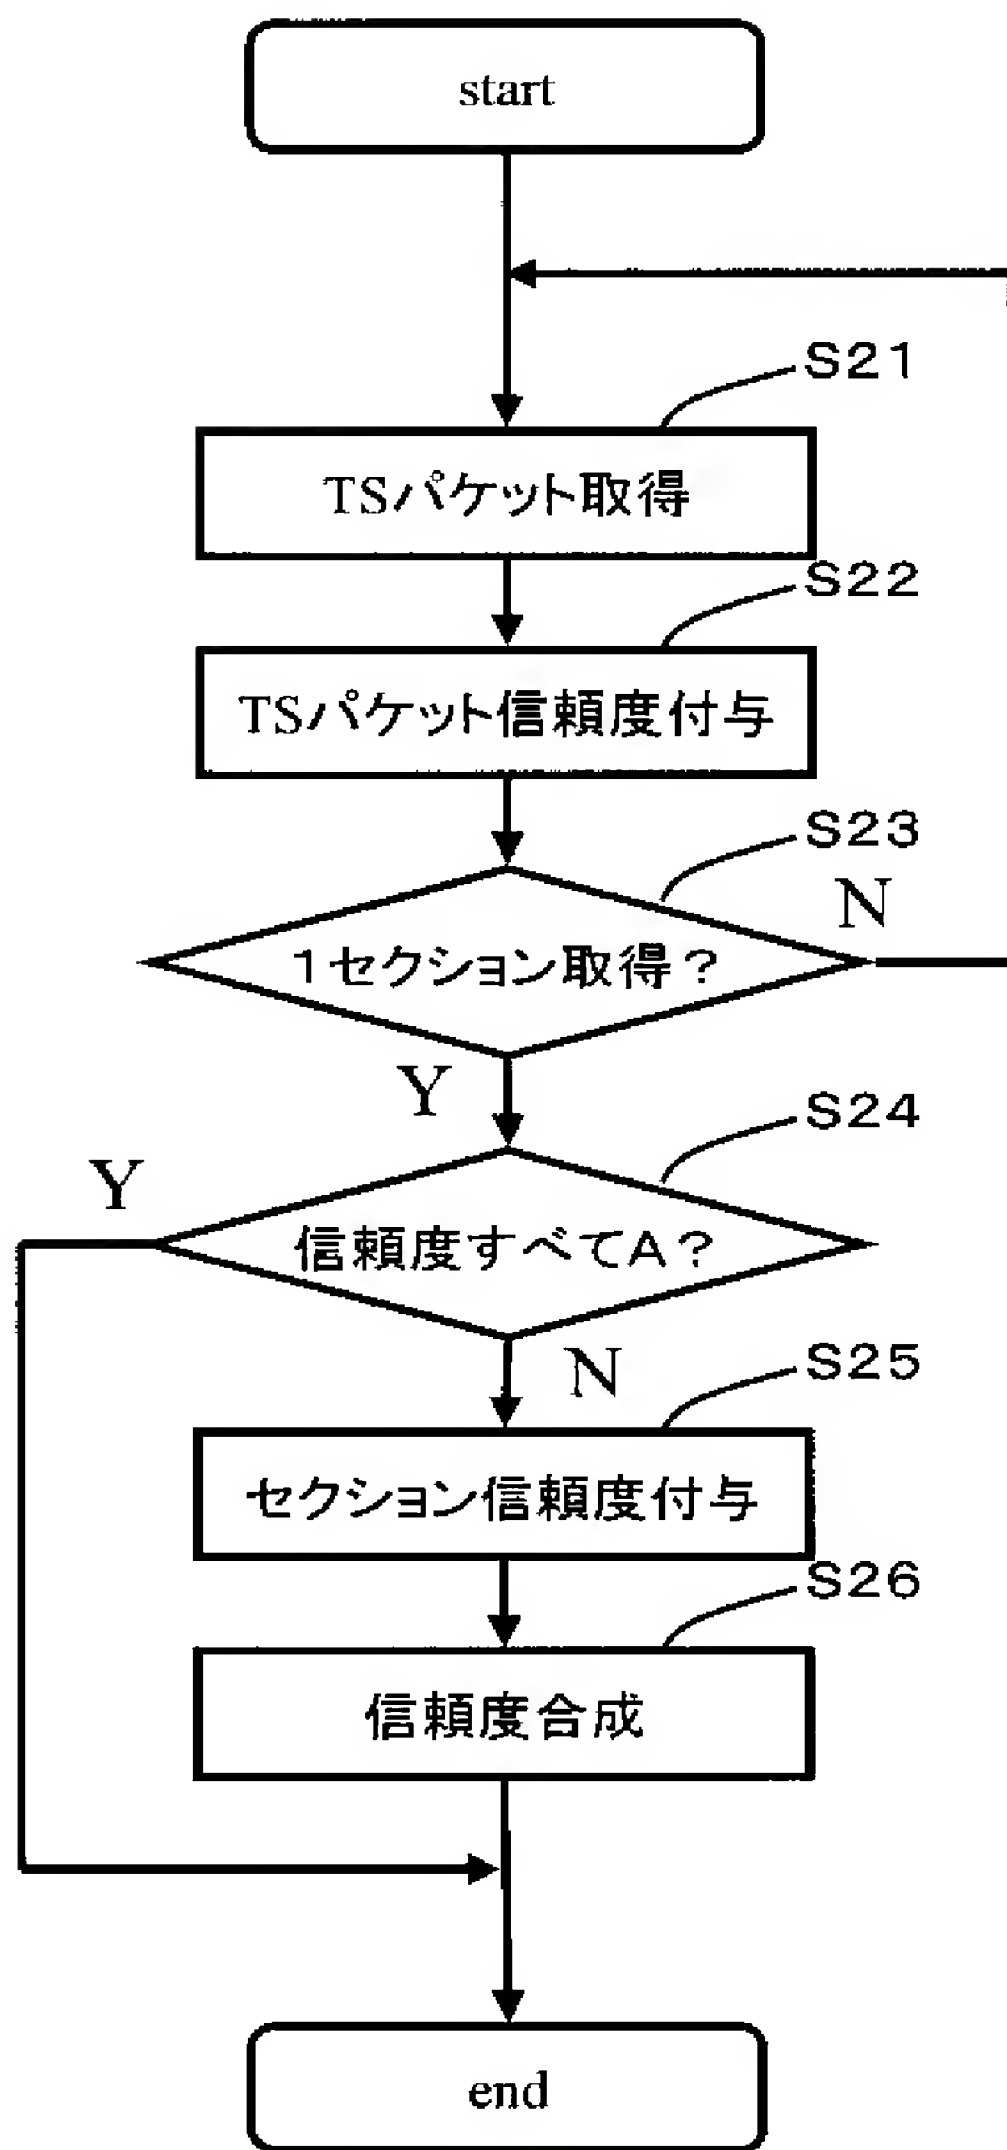 start
S21
TSパケット取得
S22
TSパケット信頼度付与
S23
N
1セクション取得?
Y
S24
Y
信頼度すべてA?
N
S25
セクション信頼度付与
S26
信頼度合成
end